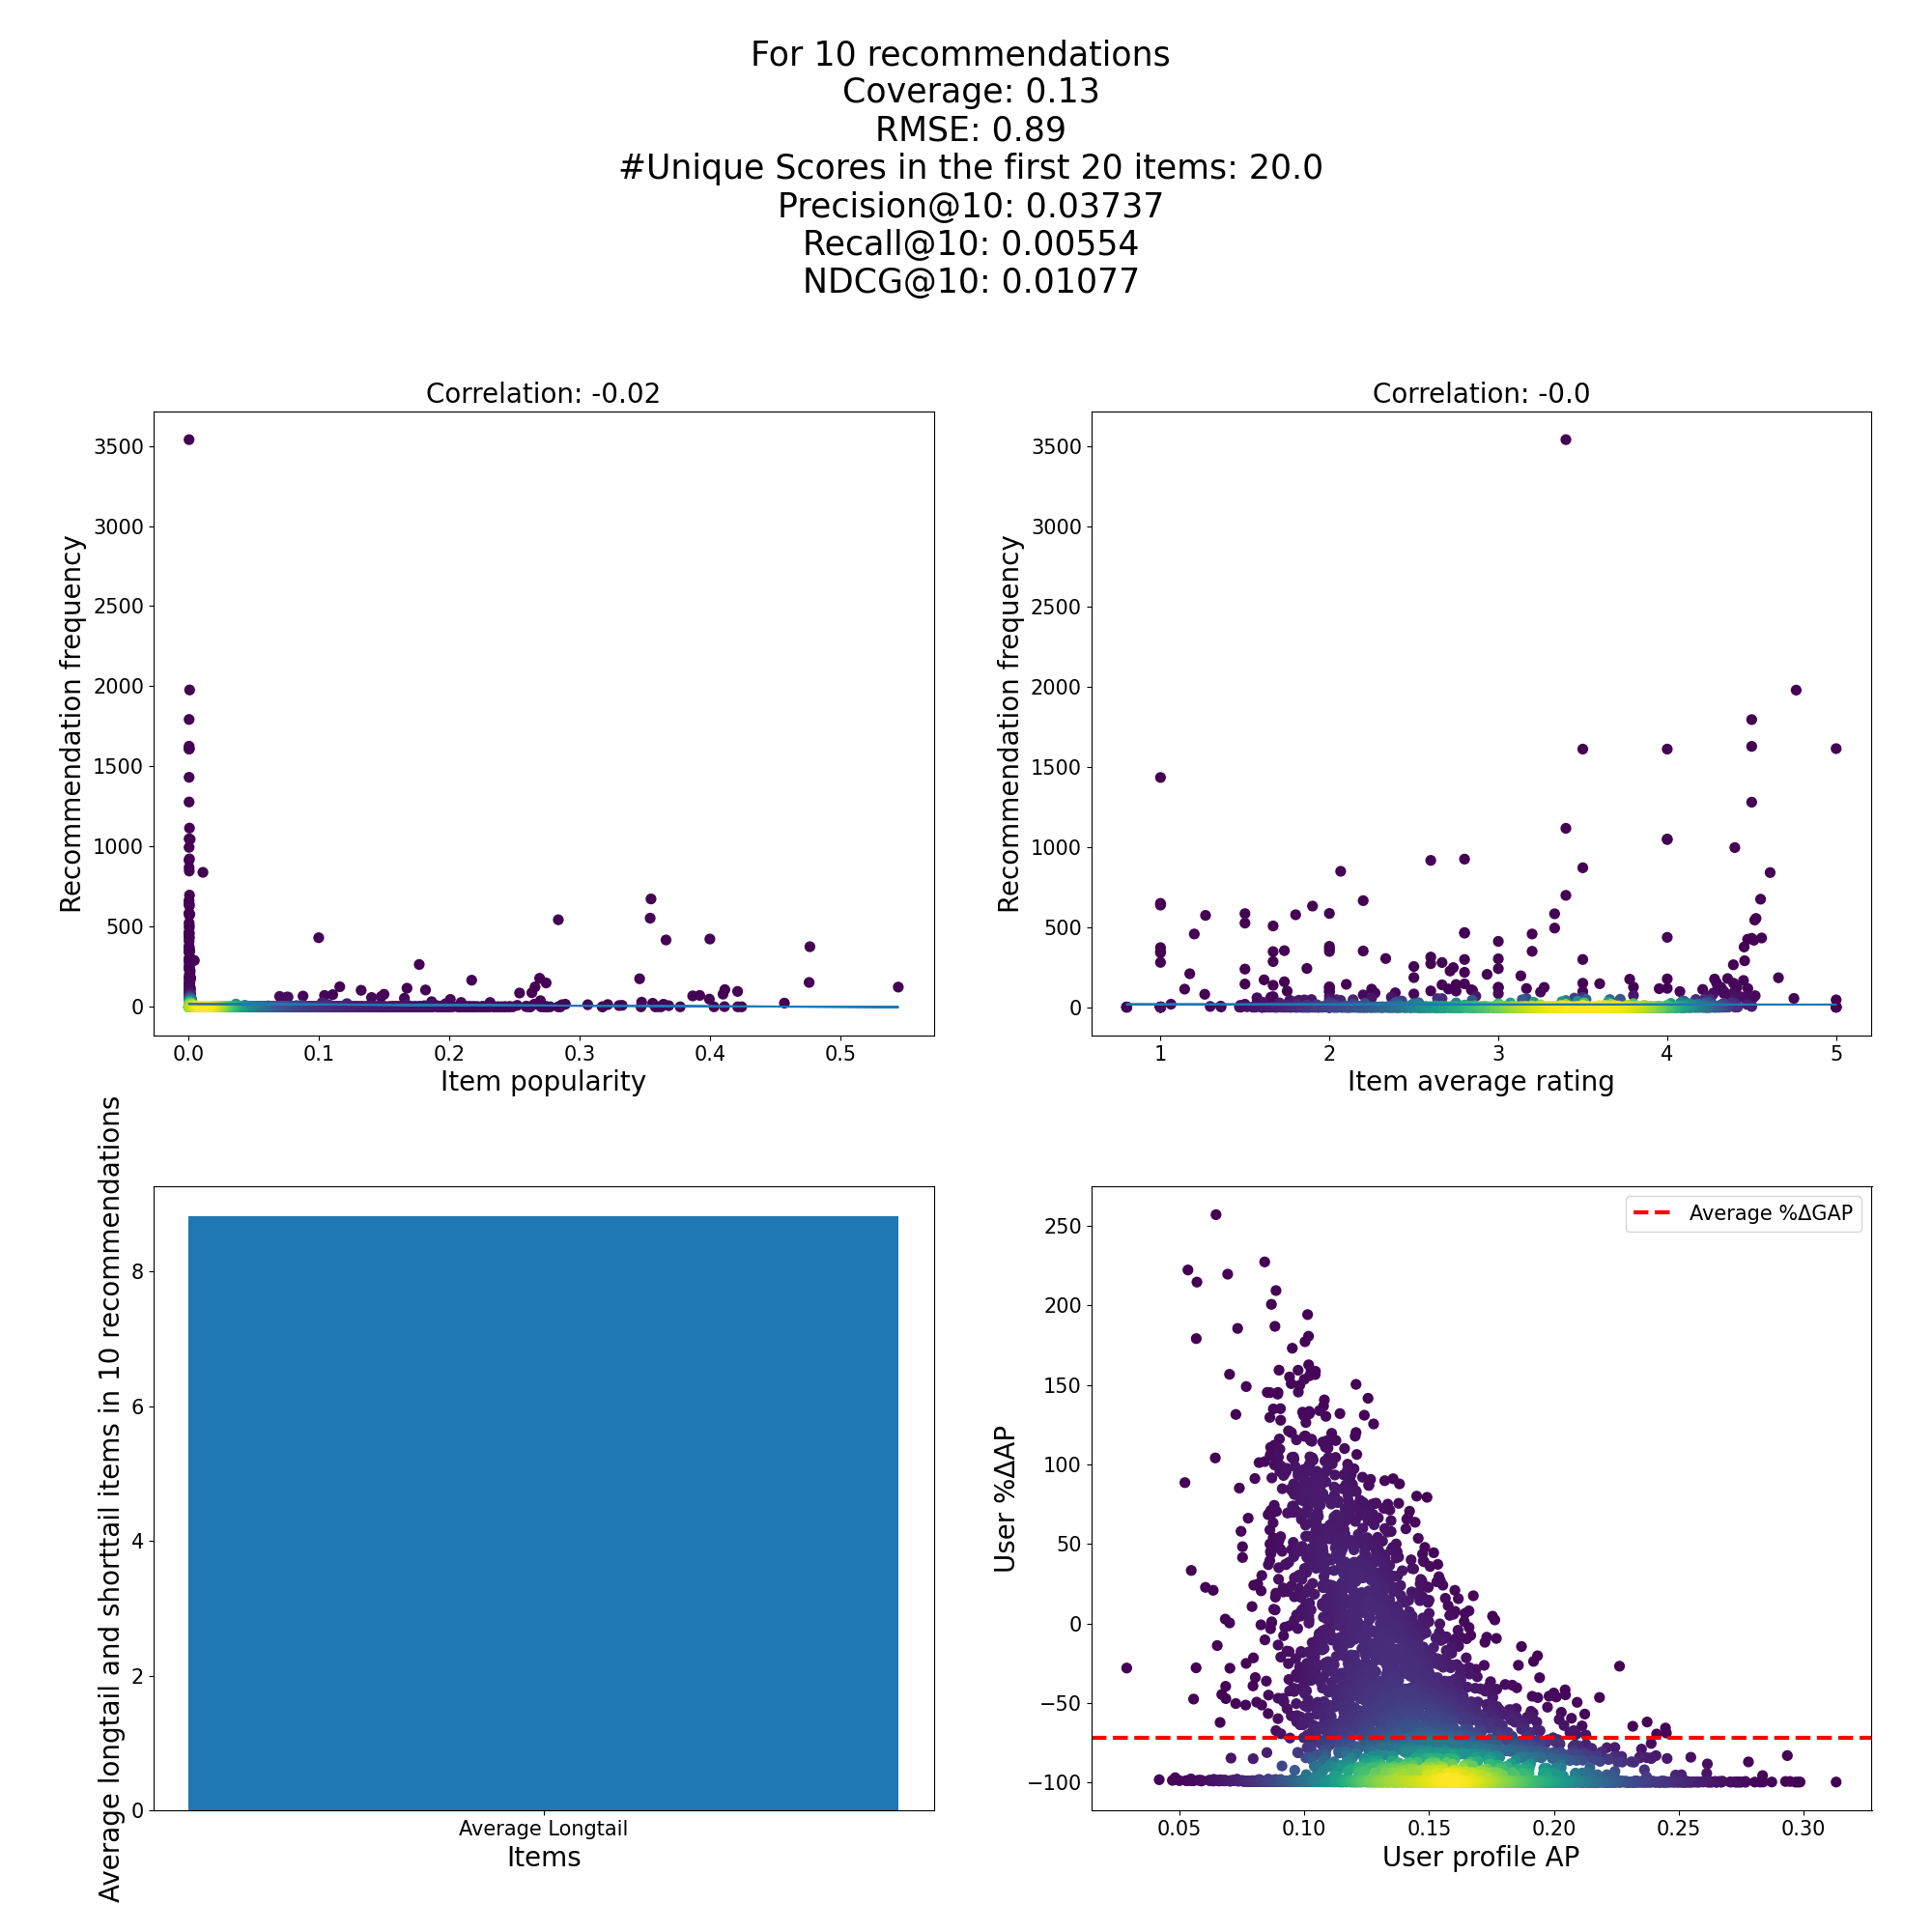 For 10 recommendations
Coverage: 0.13
RMSE: 0.89
#Unique Scores in the first 20 items: 20.0
Precision@10: 0.03737
Recall@10: 0.00554
NDCG@10: 0.01077
Correlation: -0.02
Recommendation frequency
3500
3000
2500
2000
1500
1000
500
0
0.0 0.1 0.2 0.3 0.4 0.5
Item popularity
Correlation: -0.0
Recommendation frequency
3500
3000
2500
2000
1500
1000
500
0
1 2 3 4 5
Item average rating
Average longtail and shorttail items in 10 recommendations
8
6
4
2
0
Average Longtail
Items
Average %ΔGAP
User %ΔAP
250
200
150
100
50
0
−50
−100
0.05 0.10 0.15 0.20 0.25 0.30
User profile AP